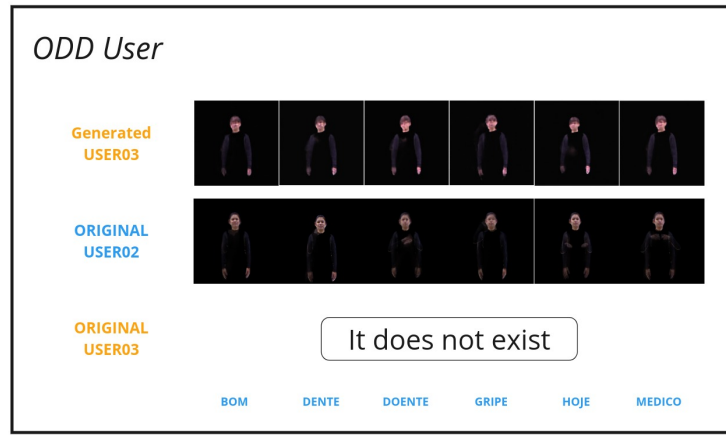 ODD User
Generated
USER03
ORIGINAL
USER02
ORIGINAL
USER03
It does not exist
BOM DENTE DOENTE GRIPE HOJE MEDICO